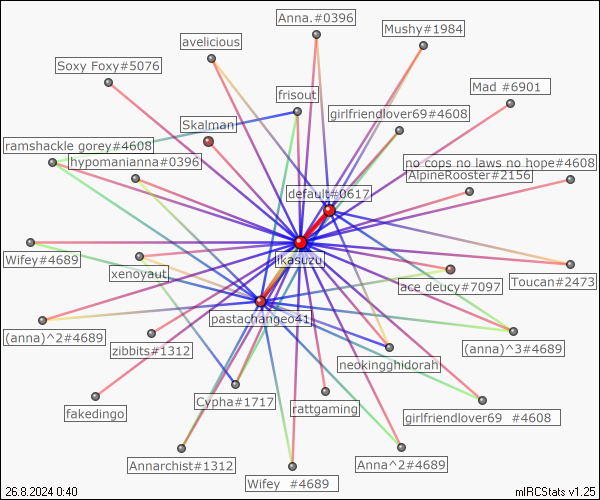 Anna.#0396
Mushy#1984
avelicious
Soxy Foxy#5076
Mad #6901
frisout
girlfriendlover69#4608
Skalman
ramshackle gorey#4608
hypomanianna#0396
no cops no laws no hope#4608
AlpineRooster#2156
default#0617
ikasuzu
Wifey#4689
xenoyaut
ace deucy#7097
Toucan#2473
pastachangeo41
(anna)^2#4689
zibbits#1312
(anna)^3#4689
neokingghidorah
fakedingo
Cypha#1717
rattgaming
girlfriendlover69 #4608
Annarchist#1312
Anna^2#4689
Wifey #4689
26.8.2024 0:40
mIRCStats v1.25